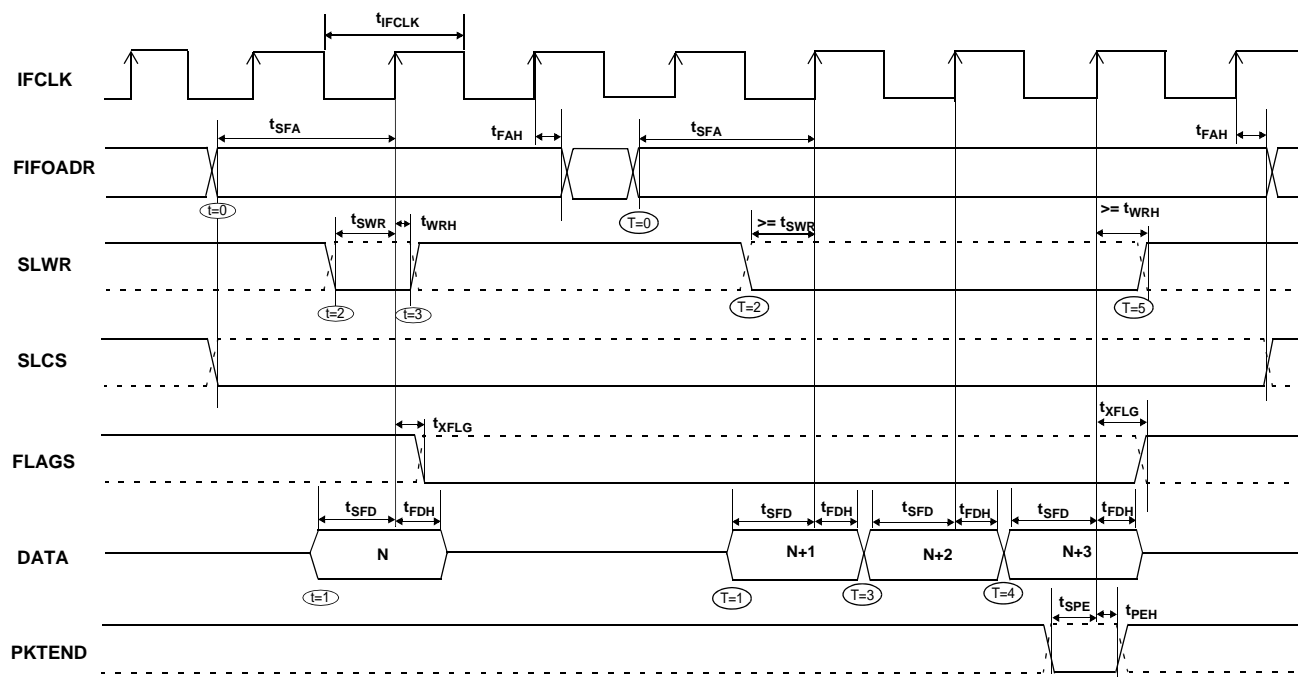 tIFCLK
IFCLK
tSFA
tFAH
tSFA
tFAH
FIFOADR
t=0
T=0
tSWR
tWRH
>= tSWR
>= tWRH
SLWR
t=2
t=3
T=2
T=5
SLCS
tXFLG
tXFLG
FLAGS
tSFD
tFDH
tSFD
tFDH
tSFD
tFDH
tSFD
tFDH
DATA
N
N+1
N+2
N+3
t=1
T=1
T=3
T=4
tSPE
tPEH
PKTEND